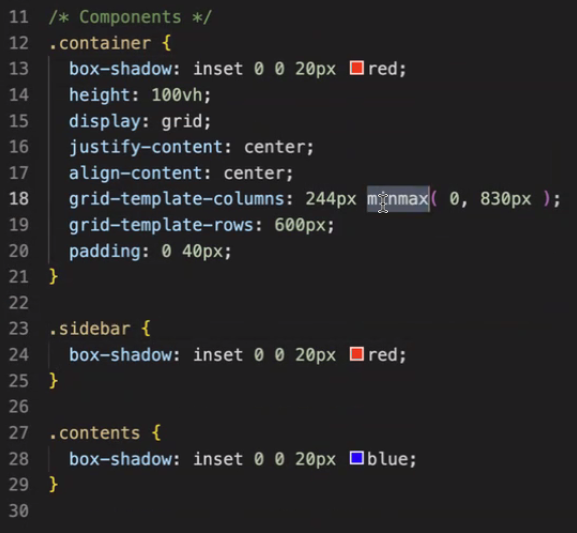 11 /* Components */
12 .container {
13 box-shadow: inset 0 0 20px red;
14 height: 100vh;
15 display: grid;
16 justify-content: center;
17 align-content: center;
18 grid-template-columns: 244px minmax( 0, 830px );
19 grid-template-rows: 600px;
20 padding: 0 40px;
21 }
22
23 .sidebar {
24 box-shadow: inset 0 0 20px red;
25 }
26
27 .contents {
28 box-shadow: inset 0 0 20px blue;
29 }
30